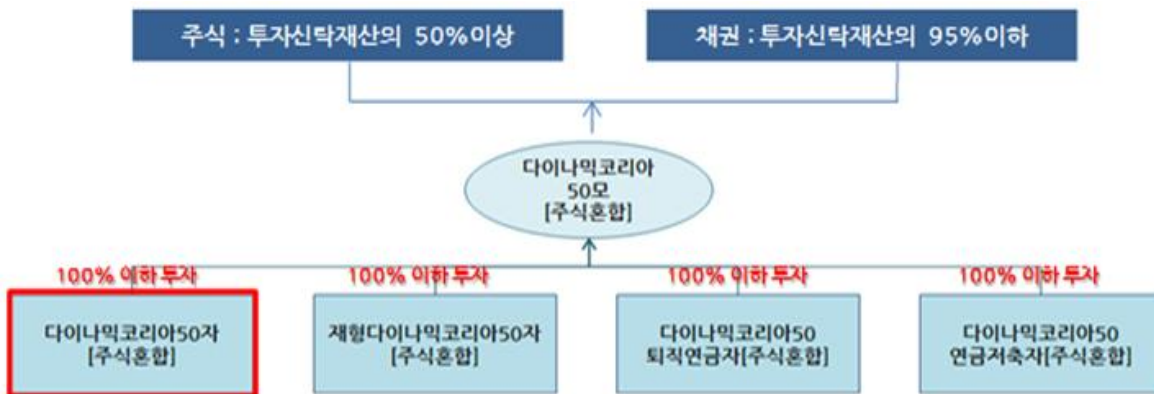 주식 : 투자신탁재산의 50%이상
채권 : 투자신탁재산의 95%이하
다이나믹코리아
50모
[주식혼합]
100% 이하 투자
100% 이하 투자
100% 이하 투자
100% 이하 투자
다이나믹코리아50자
[주식혼합]
재형다이나믹코리아50자
[주식혼합]
다이나믹코리아50
퇴직연금자[주식혼합]
다이나믹코리아50
연금저축자[주식혼합]